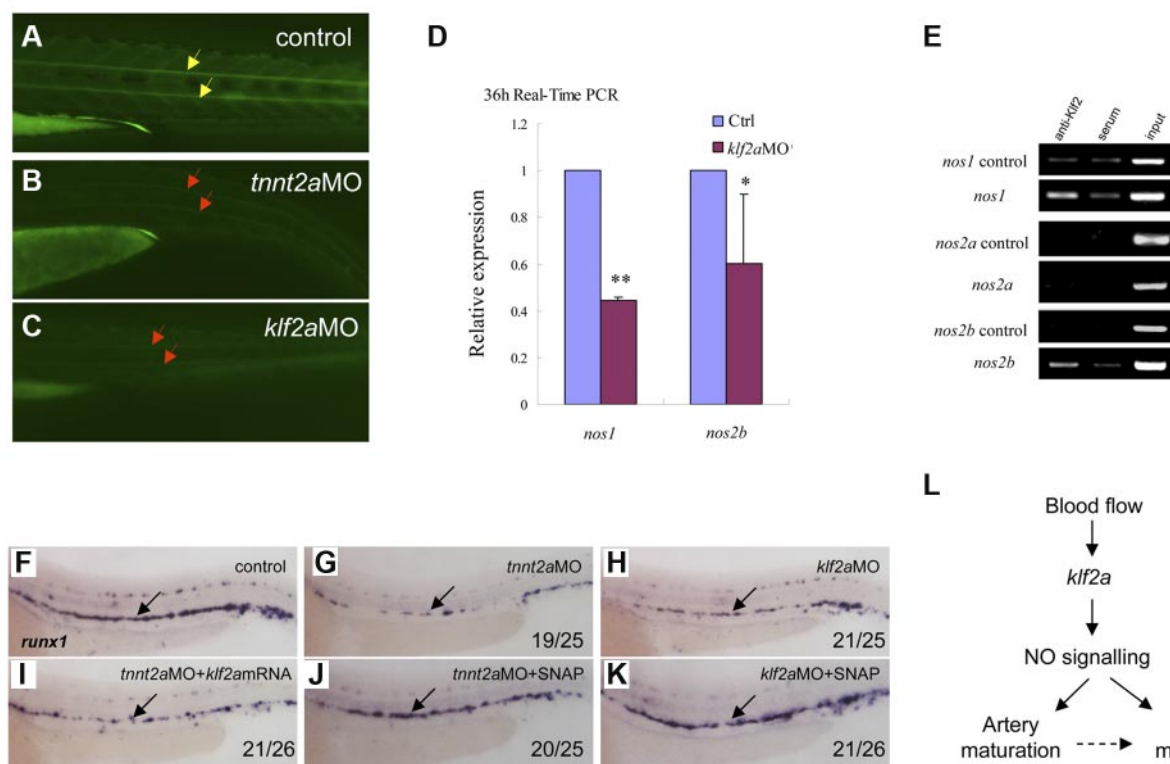 A
control
B
tnnt2aMO
C
klf2aMO
D
36h Real-Time PCR
Ctrl
klf2aMO
Relative expression
1.2
1
0.8
0.6
0.4
0.2
0
**
*
nos1
nos2b
E
anti-Klf2
serum
input
nos1 control
nos1
nos2a control
nos2a
nos2b control
nos2b
F
control
runx1
G
tnnt2aMO
19/25
H
klf2aMO
21/25
I
tnnt2aMO+klf2amRNA
21/26
J
tnnt2aMO+SNAP
20/25
K
klf2aMO+SNAP
21/26
L
Blood flow
klf2a
NO signalling
Artery
maturation
m